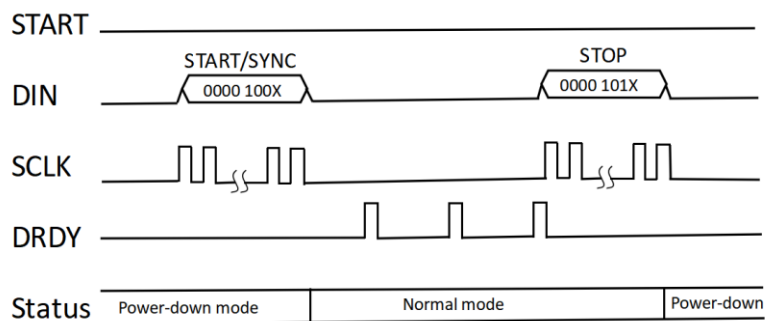 START
START/SYNC
STOP
DIN
0000 100X
0000 101X
SCLK
DRDY
Status
Power-down mode
Normal mode
Power-down